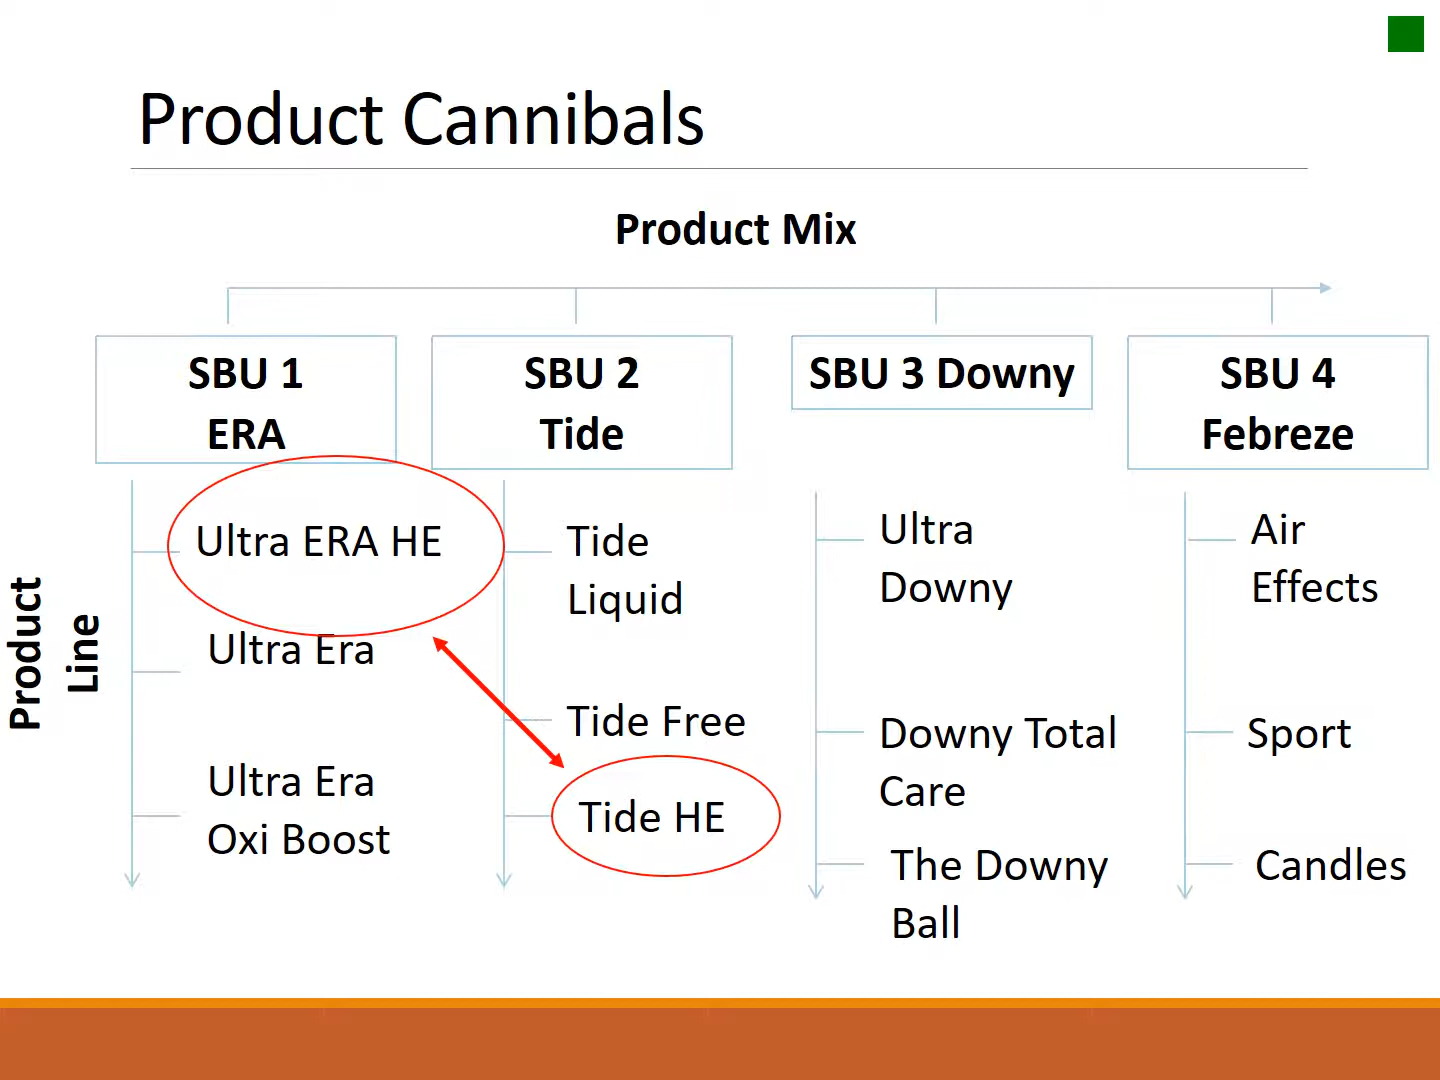 Product Cannibals
Product Mix
SBU 1
ERA
SBU 2
Tide
SBU 3 Downy
SBU 4
Febreze
Product
Line
Ultra ERA HE
Ultra Era
Ultra Era
Oxi Boost
Tide
Liquid
Tide Free
Tide HE
Ultra
Downy
Downy Total
Care
The Downy
Ball
Air
Effects
Sport
Candles